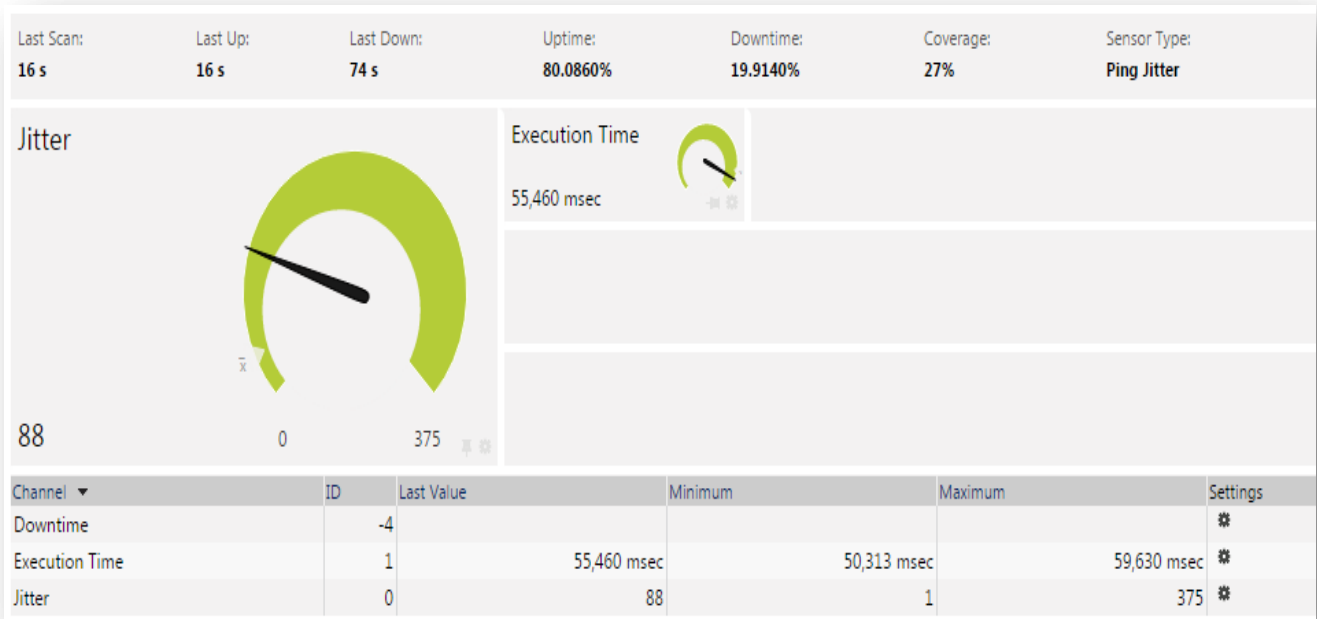 Last Scan: Last Up: Last Down: Uptime: Downtime: Coverage: Sensor Type:
16 s 16 s 74 s 80.0860% 19.9140% 27% Ping Jitter
Jitter
Execution Time
55,460 msec
x̄
88 0 375
Channel ID Last Value Minimum Maximum Settings
Downtime -4
Execution Time 1 55,460 msec 50,313 msec 59,630 msec
Jitter 0 88 1 375